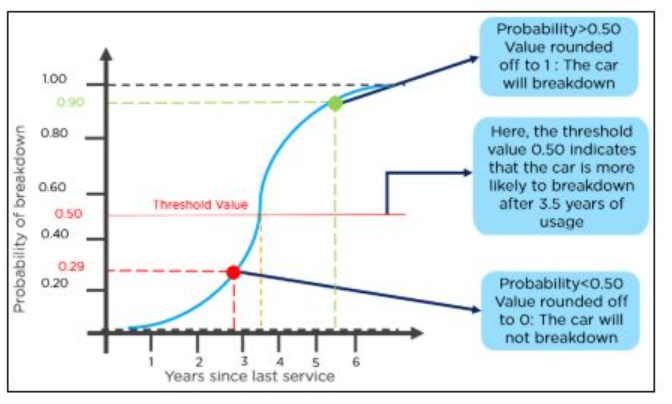 Probability>0.50
Value rounded
off to 1 : The car
will breakdown
1.00
0.90
0.80
0.60
Threshold Value
0.50
0.40
0.29
0.20
Probability of breakdown
Here, the threshold
value 0.50 indicates
that the car is more
likely to breakdown
after 3.5 years of
usage
Probability<0.50
Value rounded off
to 0: The car will
not breakdown
1 2 3 4 5 6
Years since last service